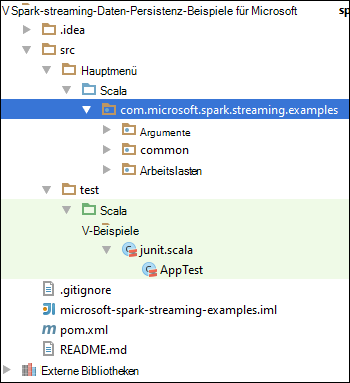 V Spark-streaming-Daten-Persistenz-Beispiele für Microsoft sp
.idea
src
Hauptmenü
Scala
com.microsoft.spark.streaming.examples
Argumente
common
Arbeitslasten
test
Scala
V-Beispiele
junit.scala
AppTest
.gitignore
microsoft-spark-streaming-examples.iml
pom.xml
README.md
Externe Bibliotheken